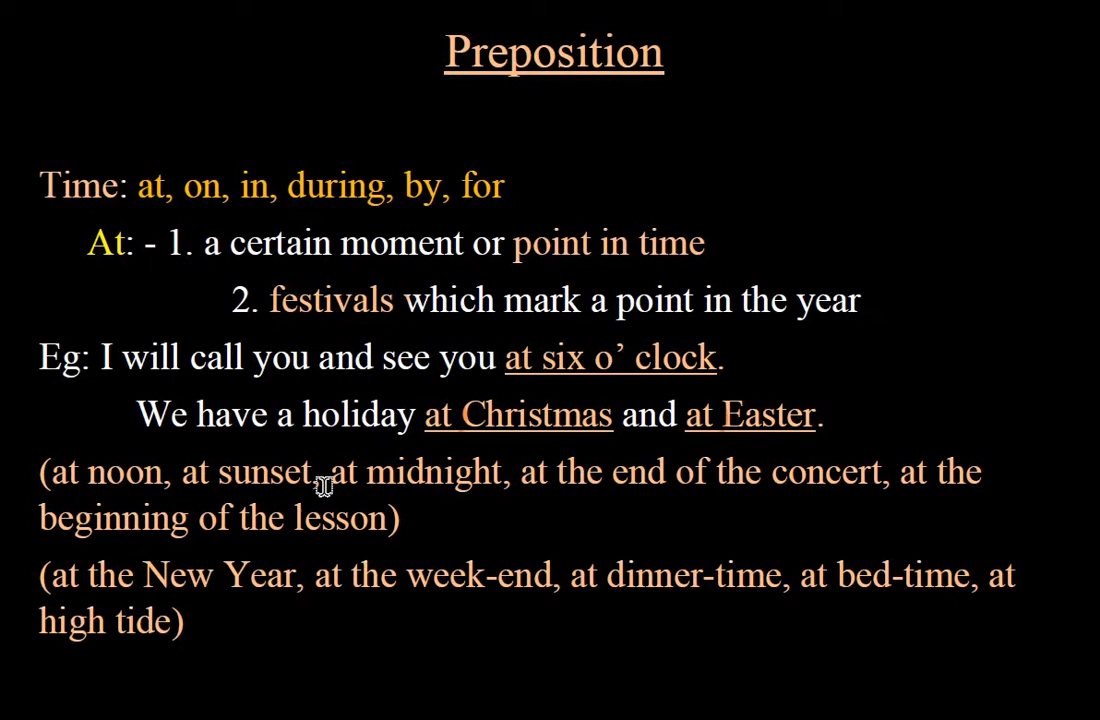 Preposition
Time: at, on, in, during, by, for
At: - 1. a certain moment or point in time
2. festivals which mark a point in the year
Eg: I will call you and see you at six o’ clock.
We have a holiday at Christmas and at Easter.
(at noon, at sunset, at midnight, at the end of the concert, at the
beginning of the lesson)
(at the New Year, at the week-end, at dinner-time, at bed-time, at
high tide)